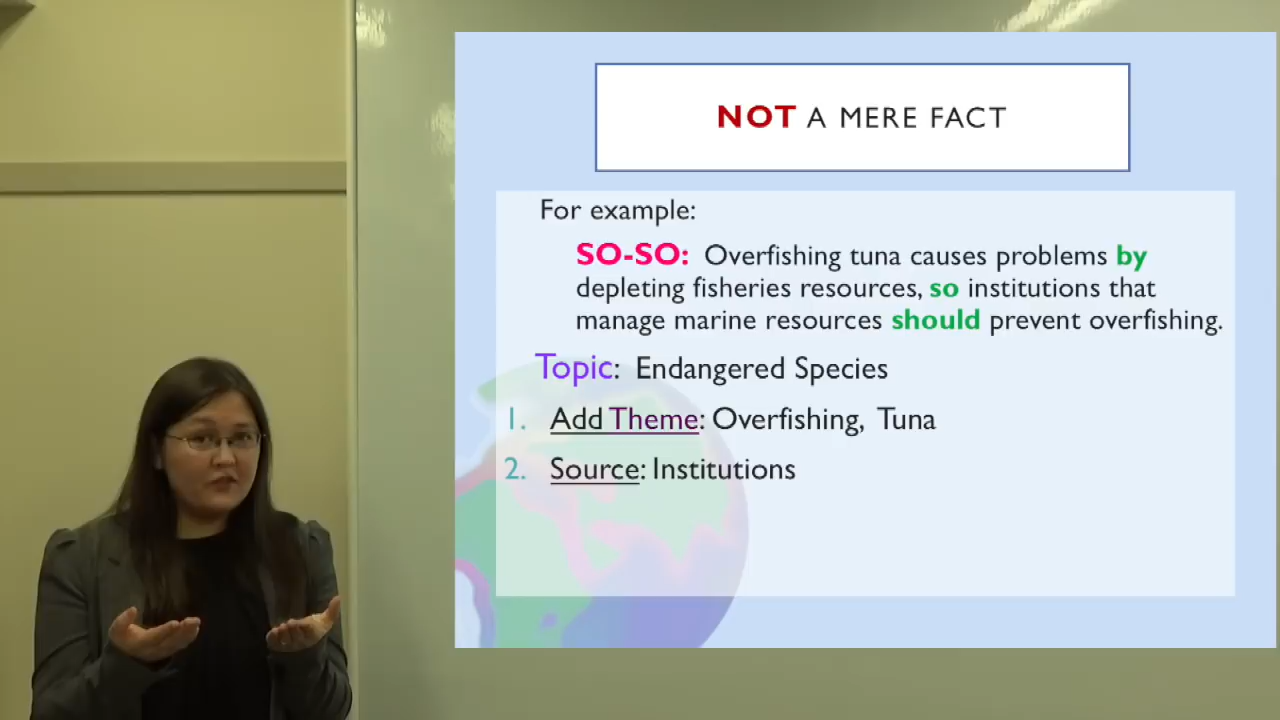 NOT A MERE FACT
For example:
SO-SO: Overfishing tuna causes problems by
depleting fisheries resources, so institutions that
manage marine resources should prevent overfishing.
Topic: Endangered Species
1. Add Theme: Overfishing, Tuna
2. Source: Institutions